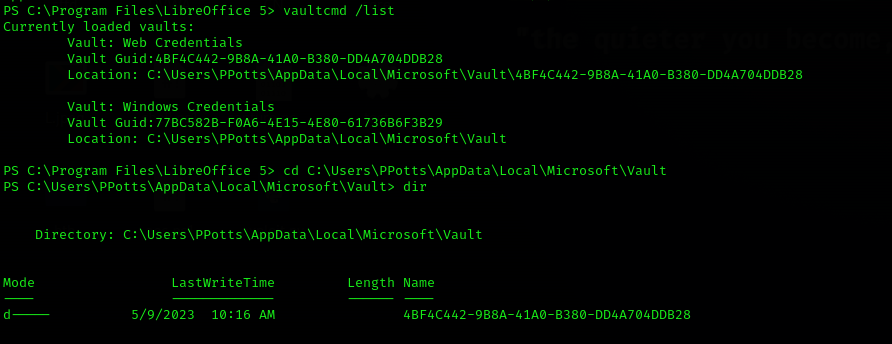 PS C:\Program Files\LibreOffice 5> vaultcmd /list
Currently loaded vaults:
Vault: Web Credentials
Vault Guid:4BF4C442-9B8A-41A0-B380-DD4A704DDB28
Location: C:\Users\PPotts\AppData\Local\Microsoft\Vault\4BF4C442-9B8A-41A0-B380-DD4A704DDB28
Vault: Windows Credentials
Vault Guid:77BC582B-F0A6-4E15-4E80-61736B6F3B29
Location: C:\Users\PPotts\AppData\Local\Microsoft\Vault
PS C:\Program Files\LibreOffice 5> cd C:\Users\PPotts\AppData\Local\Microsoft\Vault
PS C:\Users\PPotts\AppData\Local\Microsoft\Vault> dir
Directory: C:\Users\PPotts\AppData\Local\Microsoft\Vault
Mode LastWriteTime Length Name
---- ------------- ------ ----
d----- 5/9/2023 10:16 AM 4BF4C442-9B8A-41A0-B380-DD4A704DDB28
"the quieter you become